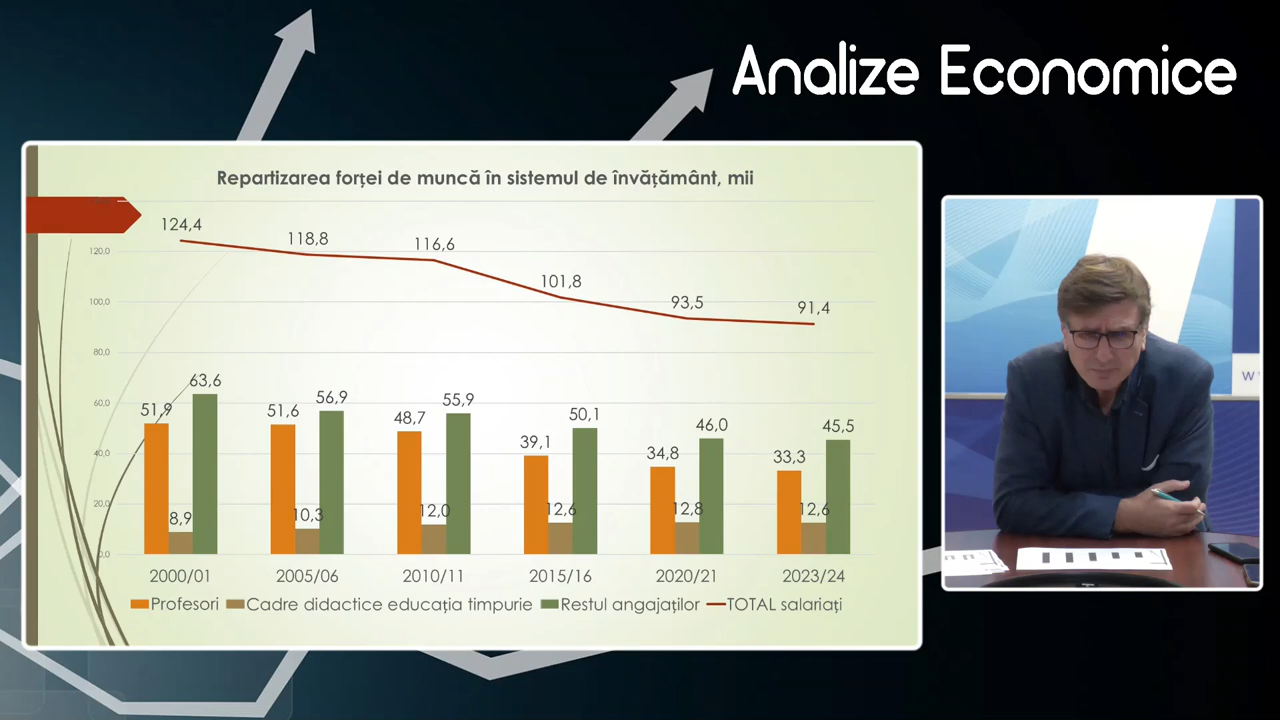 Analize Economice
Repartizarea forței de muncă în sistemul de învățământ, mii
124,4
118,8
116,6
101,8
93,5
91,4
120,0
100,0
80,0
60,0
40,0
20,0
0,0
51,9 8,9 63,6
51,6 10,3 56,9
48,7 12,0 55,9
39,1 12,6 50,1
34,8 12,8 46,0
33,3 12,6 45,5
2000/01 2005/06 2010/11 2015/16 2020/21 2023/24
Profesori Cadre didactice educația timpurie Restul angajaților TOTAL salariați
W